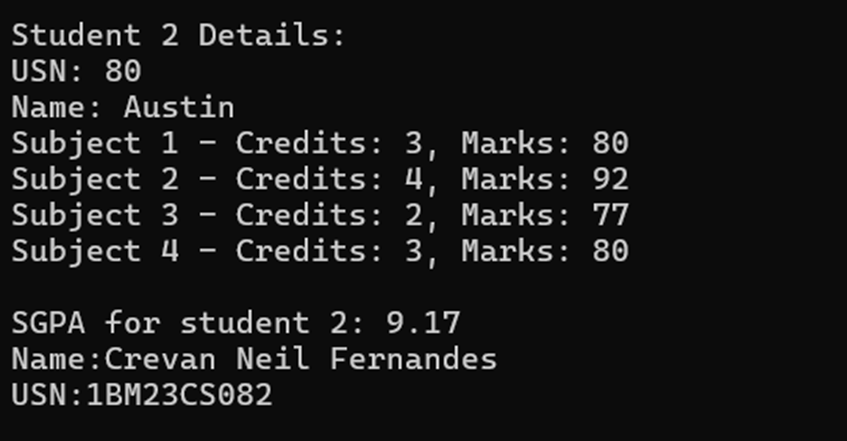 Student 2 Details:
USN: 80
Name: Austin
Subject 1 - Credits: 3, Marks: 80
Subject 2 - Credits: 4, Marks: 92
Subject 3 - Credits: 2, Marks: 77
Subject 4 - Credits: 3, Marks: 80
SGPA for student 2: 9.17
Name:Crevan Neil Fernandes
USN:1BM23CS082